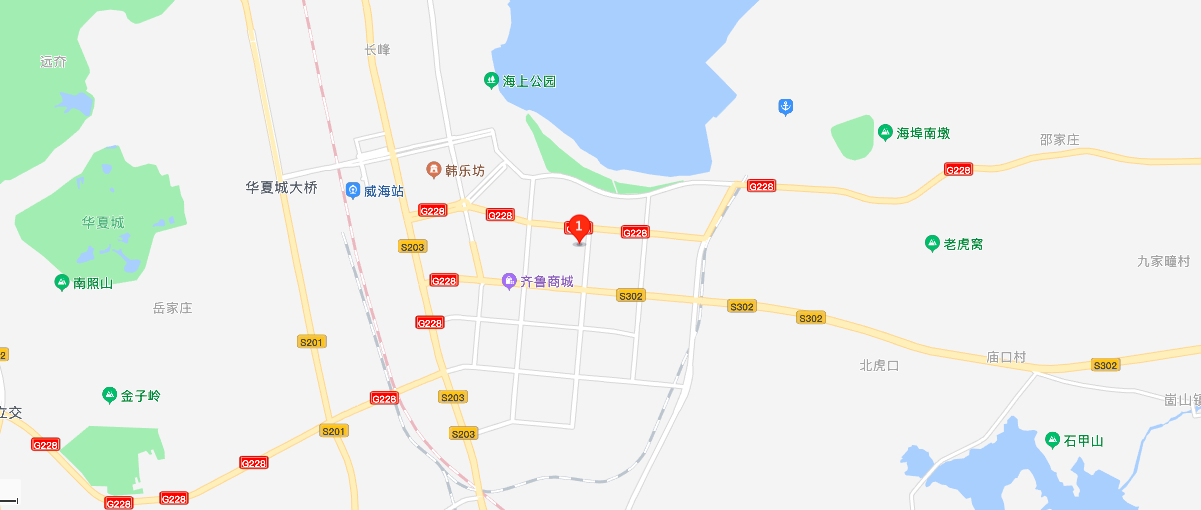 长峰
远夼
海上公园
海埠南墩
邵家庄
韩乐坊
G228
华夏城大桥
威海站
G228
G228
G228
华夏城
1
G228
S203
老虎窝
九家疃村
南照山
G228
齐鲁商城
S302
岳家庄
S302
S302
G228
S201
2
庙口村
北虎口
S302
金子岭
G228
S203
崮山镇
立交
S201
S203
石甲山
G228
G228
G228
G228